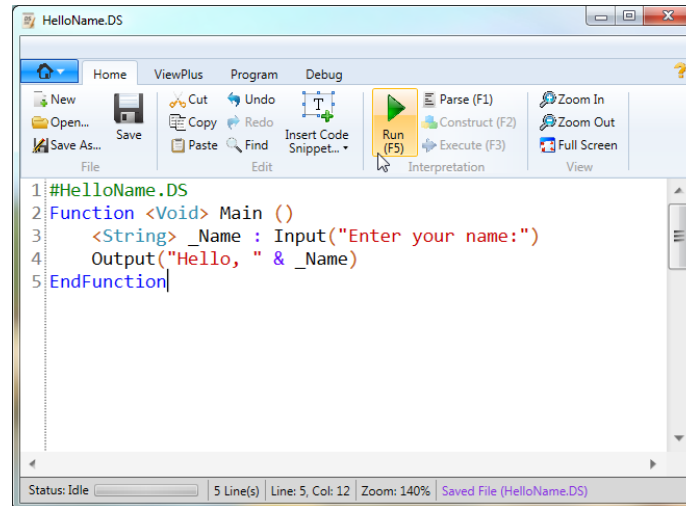 HelloName.DS
Home ViewPlus Program Debug ?
New
Open...
Save As...
Save
File
Cut Undo
Copy Redo
Paste Find
T
Insert Code
Snippet...
Edit
Run
(F5)
Parse (F1)
Construct (F2)
Execute (F3)
Interpretation
Zoom In
Zoom Out
Full Screen
View
1 #HelloName.DS
2 Function <Void> Main ()
3 <String> _Name : Input("Enter your name:")
4 Output("Hello, " & _Name)
5 EndFunction
Status: Idle 5 Line(s) Line: 5, Col: 12 Zoom: 140% Saved File (HelloName.DS)